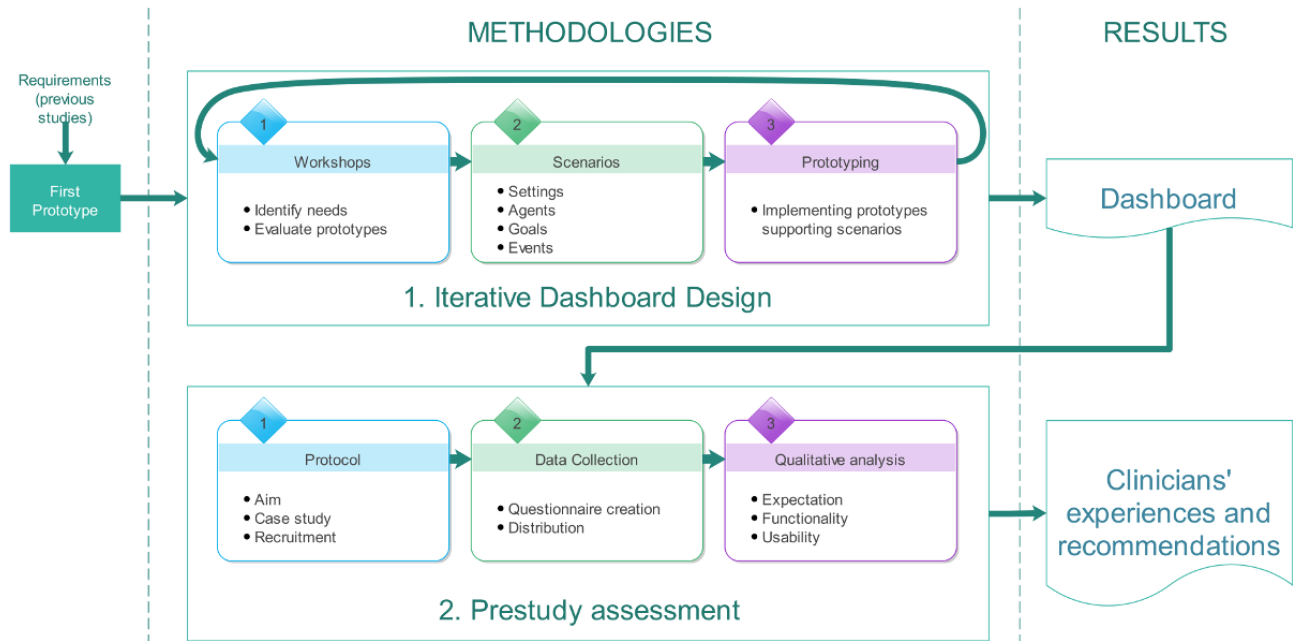 METHODOLOGIES
RESULTS
Requirements
(previous
studies)
First
Prototype
1
Workshops
• Identify needs
• Evaluate prototypes
2
Scenarios
• Settings
• Agents
• Goals
• Events
3
Prototyping
• Implementing prototypes
supporting scenarios
1. Iterative Dashboard Design
Dashboard
1
Protocol
• Aim
• Case study
• Recruitment
2
Data Collection
• Questionnaire creation
• Distribution
3
Qualitative analysis
• Expectation
• Functionality
• Usability
2. Prestudy assessment
Clinicians'
experiences and
recommendations